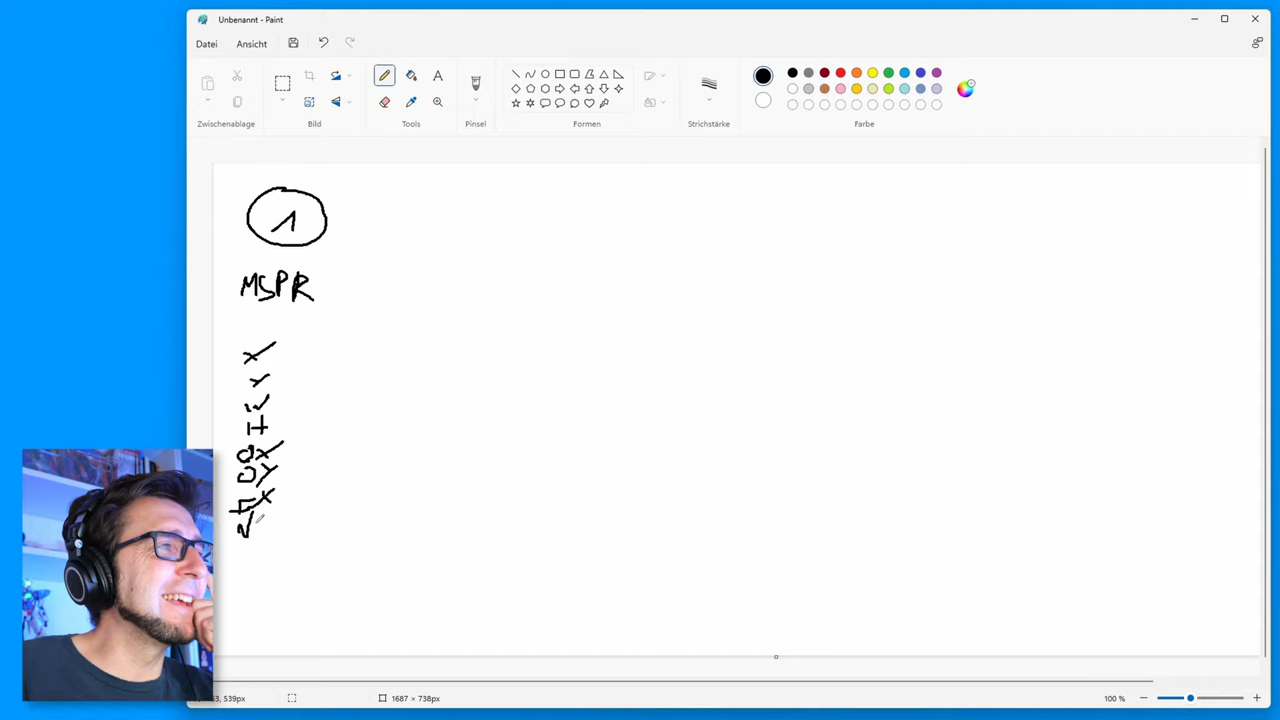 Unbenannt - Paint
Datei Ansicht
Zwischenablage Bild Tools Pinsel Formen Strichstärke Farbe
1
MSPR
1687 × 738px
100 %